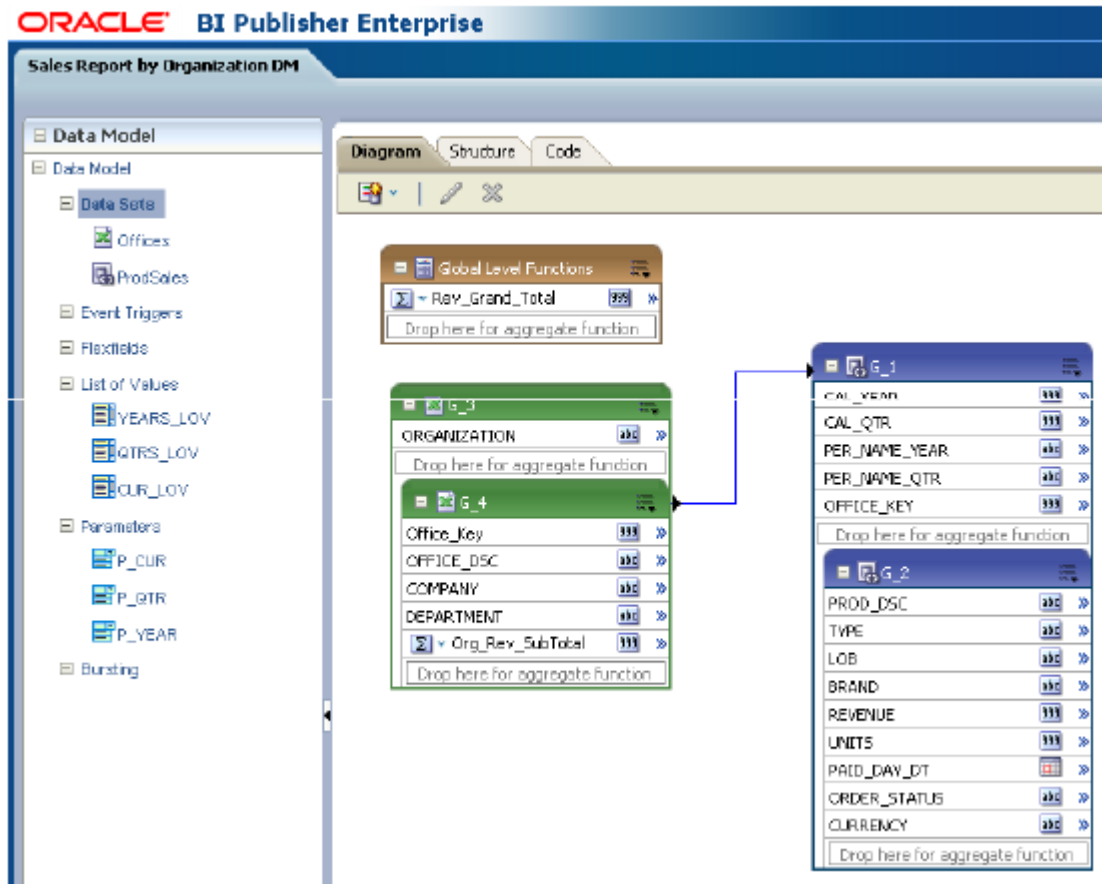 ORACLE BI Publisher Enterprise
Sales Report by Organization DM
Data Model
Data Model
Data Sets
Offices
ProdSales
Event Triggers
Flexfields
List of Values
YEARS_LOV
QTRS_LOV
CUR_LOV
Parameters
P_CUR
P_QTR
P_YEAR
Bursting
Diagram Structure Code
Global Level Functions
Rev_Grand_Total
Drop here for aggregate function
G_3
ORGANIZATION
Drop here for aggregate function
G_4
Office_Key
OFFICE_DSC
COMPANY
DEPARTMENT
Org_Rev_SubTotal
Drop here for aggregate function
G_1
CAL_YEAR
CAL_QTR
PER_NAME_YEAR
PER_NAME_QTR
OFFICE_KEY
Drop here for aggregate function
G_2
PROD_DSC
TYPE
LOB
BRAND
REVENUE
UNITS
PAID_DAY_DT
ORDER_STATUS
CURRENCY
Drop here for aggregate function